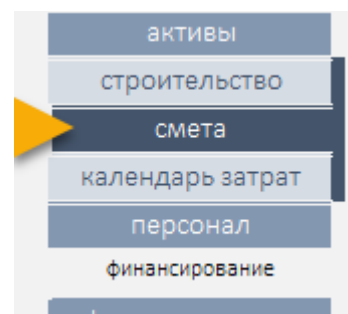 активы
строительство
смета
календарь затрат
персонал
финансирование